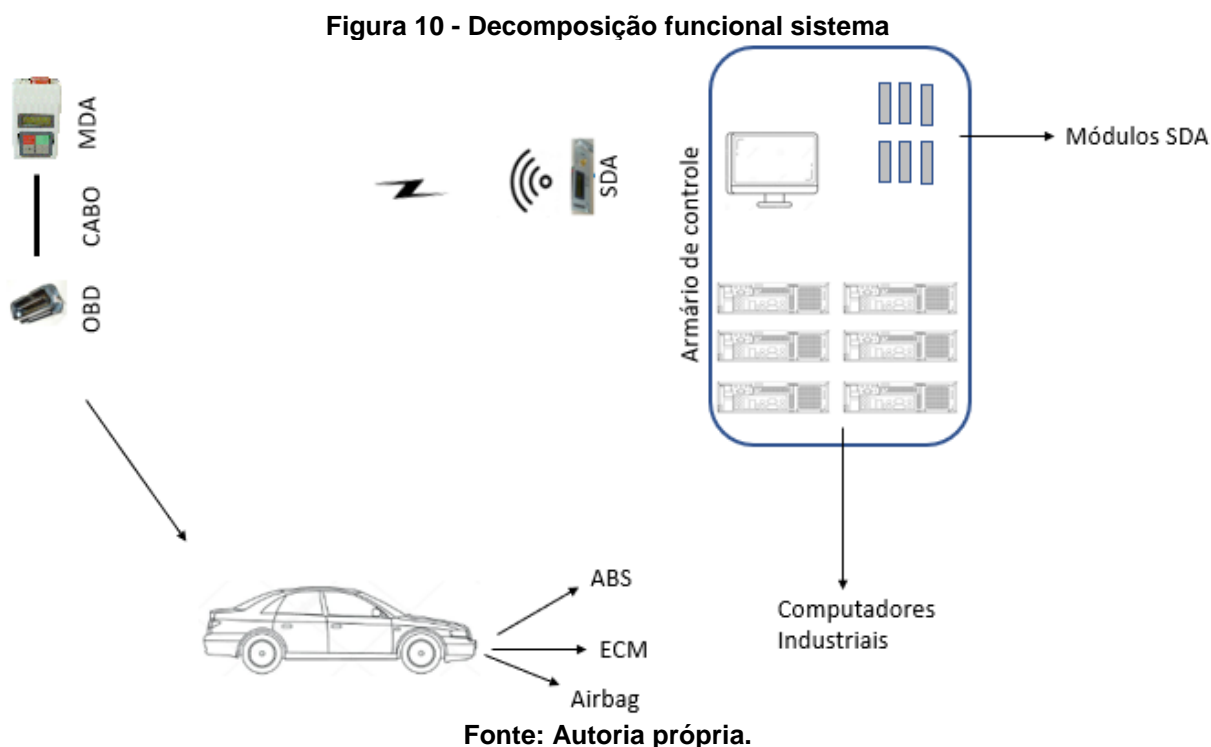 Figura 10 - Decomposição funcional sistema
MDA
CABO
OBD
SDA
Armário de controle
Módulos SDA
Computadores
Industriais
ABS
ECM
Airbag
Fonte: Autoria própria.